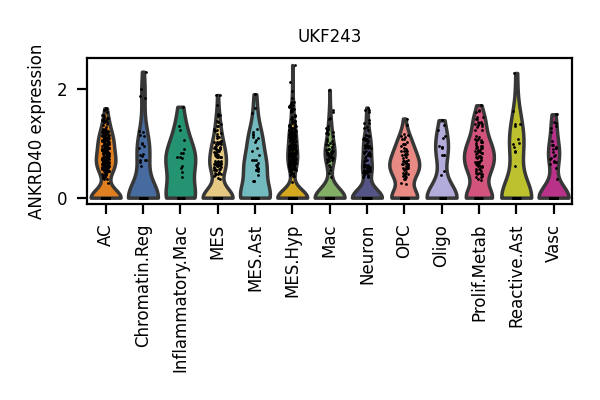 UKF243
ANKRD40 expression
2
0
AC
Chromatin.Reg
Inflammatory.Mac
MES
MES.Ast
MES.Hyp
Mac
Neuron
OPC
Oligo
Prolif.Metab
Reactive.Ast
Vasc